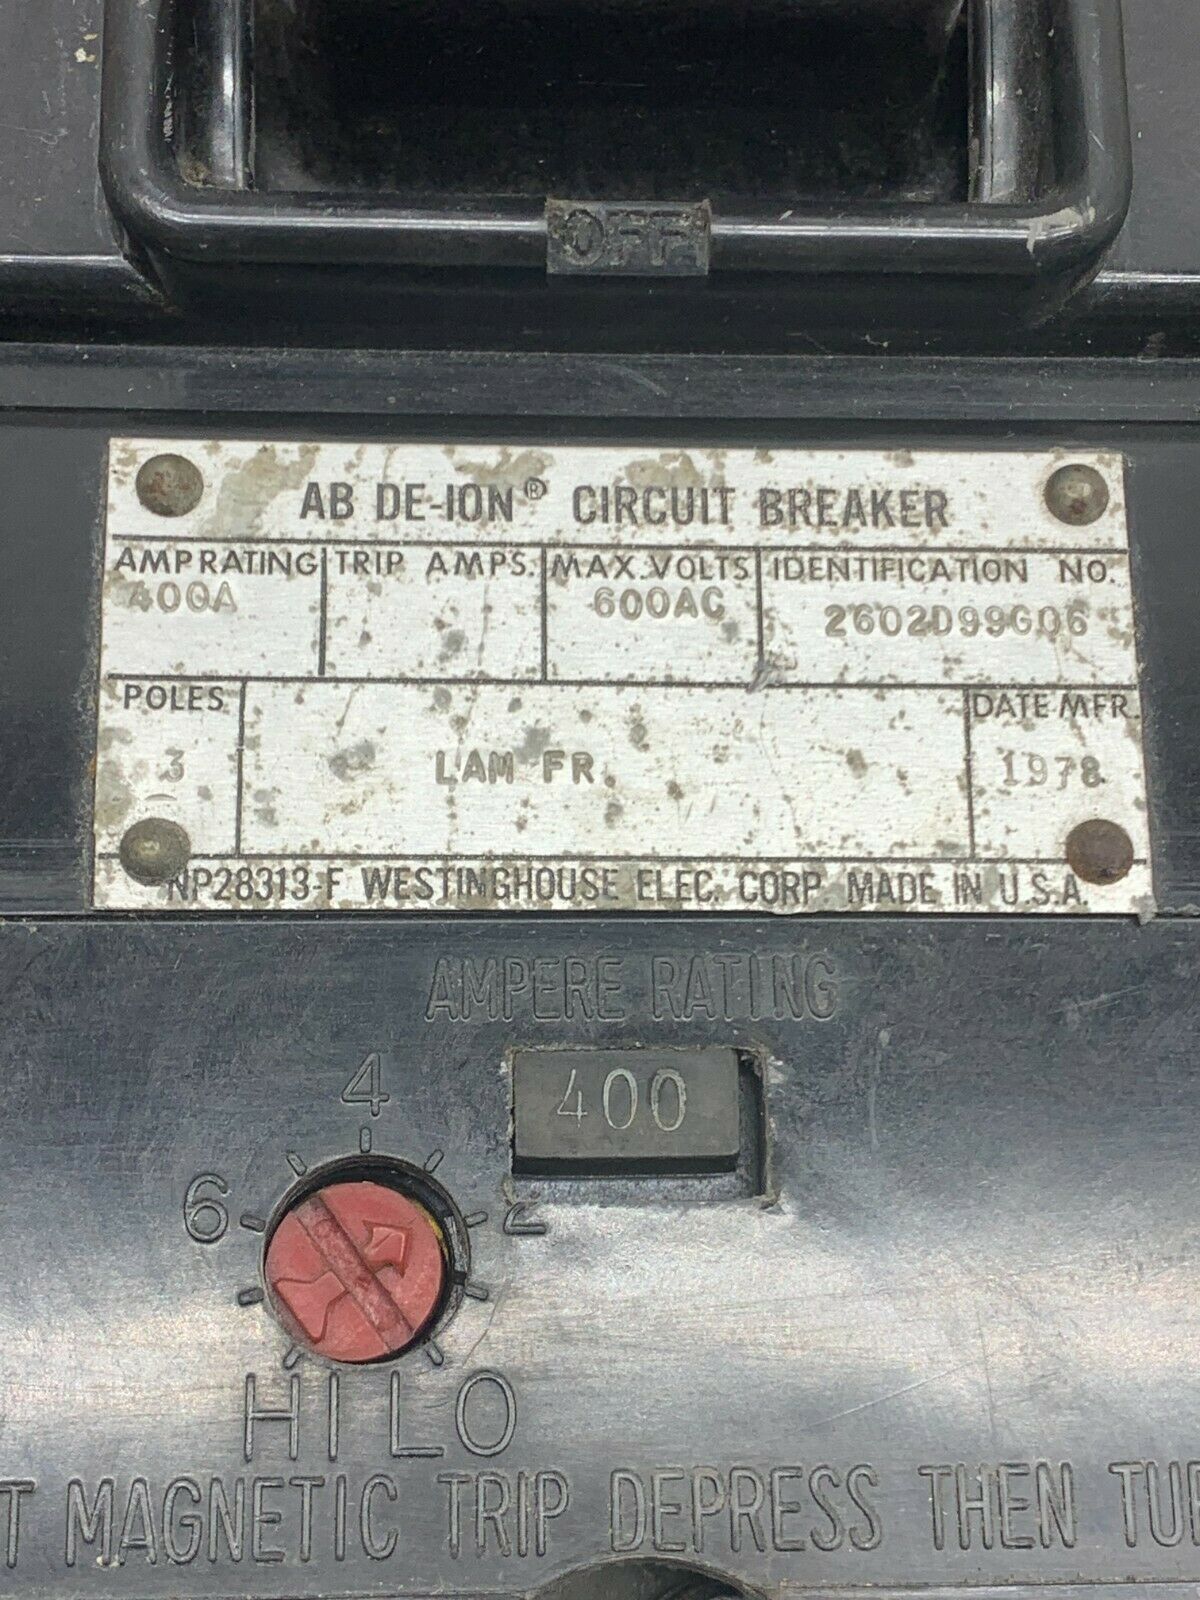 OFF
AB DE-ION® CIRCUIT BREAKER
AMP RATING TRIP AMPS. MAX. VOLTS IDENTIFICATION NO.
400A 600AC 2602D99G06
POLES DATE MFR.
3 LAM FR. 1978
NP28313-F WESTINGHOUSE ELEC. CORP. MADE IN U.S.A.
AMPERE RATING
400
4
6 2
HI LO
T MAGNETIC TRIP DEPRESS THEN TU